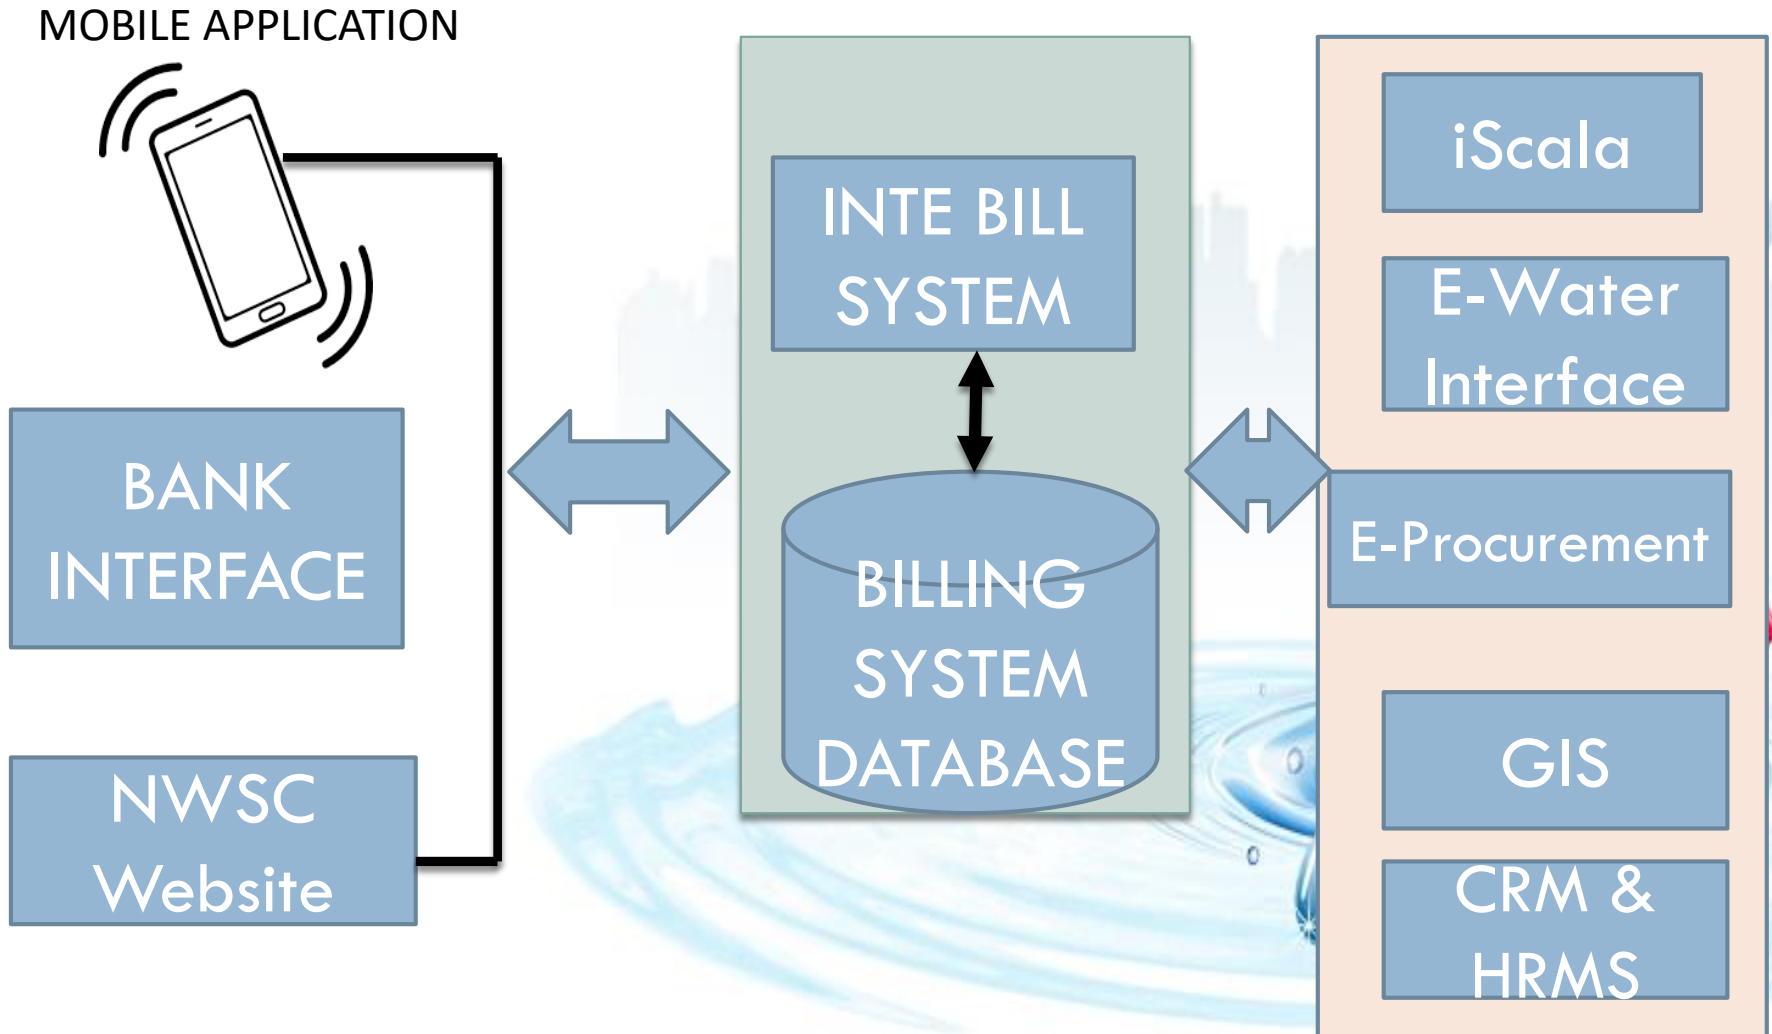 MOBILE APPLICATION
BANK
INTERFACE
NWSC
Website
INTE BILL
SYSTEM
BILLING
SYSTEM
DATABASE
iScala
E-Water
Interface
E-Procurement
GIS
CRM &
HRMS